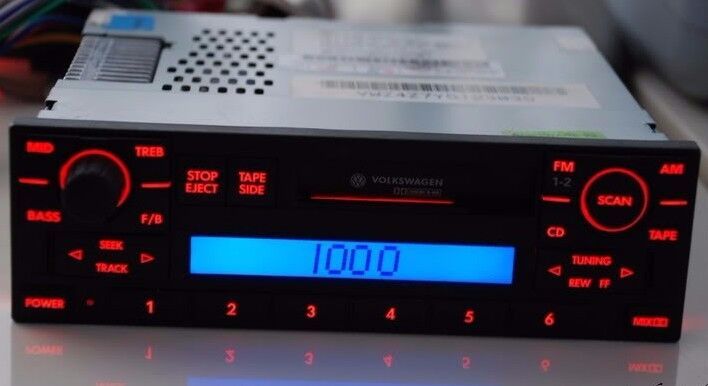 VWZ4Z7Y6129035
MID
TREB
BASS
F/B
SEEK
TRACK
POWER
STOP EJECT
TAPE SIDE
VOLKSWAGEN
1000
FM
1-2
AM
SCAN
CD
TAPE
TUNING
REW FF
1 2 3 4 5 6
MIX